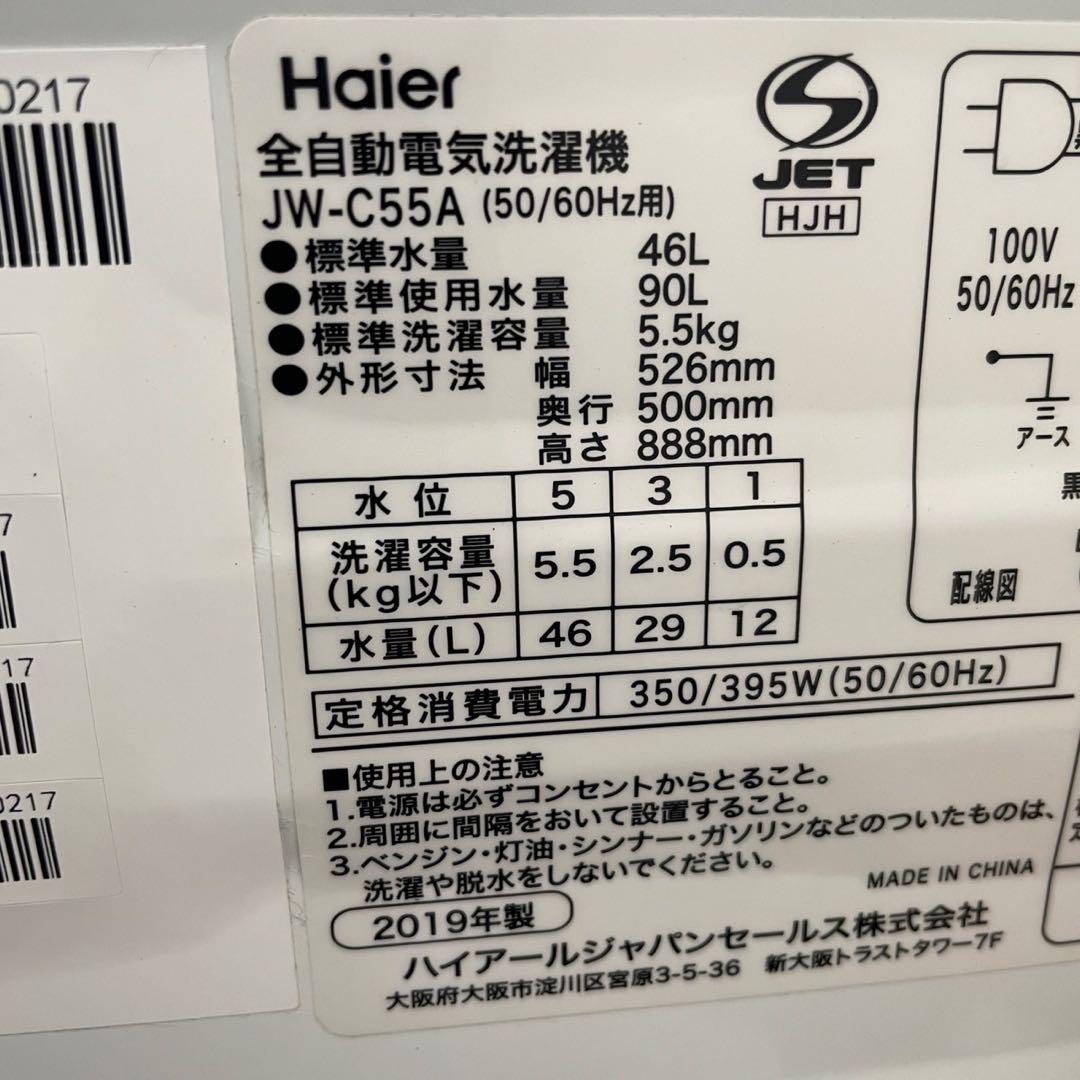 0217
7
17
0217
Haier
全自動電気洗濯機
JW-C55A (50/60Hz用)
●標準水量 46L
●標準使用水量 90L
●標準洗濯容量 5.5kg
●外形寸法 幅 526mm
奥行 500mm
高さ 888mm
JET
HJH
水位 5 3 1
洗濯容量(kg以下) 5.5 2.5 0.5
水量(L) 46 29 12
定格消費電力 350/395W(50/60Hz)
■使用上の注意
1.電源は必ずコンセントからとること。
2.周囲に間隔をおいて設置すること。
3.ベンジン・灯油・シンナー・ガソリンなどのついたものは、
洗濯や脱水をしないでください。
MADE IN CHINA
2019年製
ハイアールジャパンセールス株式会社
大阪府大阪市淀川区宮原3-5-36 新大阪トラストタワー7F
100V
50/60Hz
アース
黒
配線図